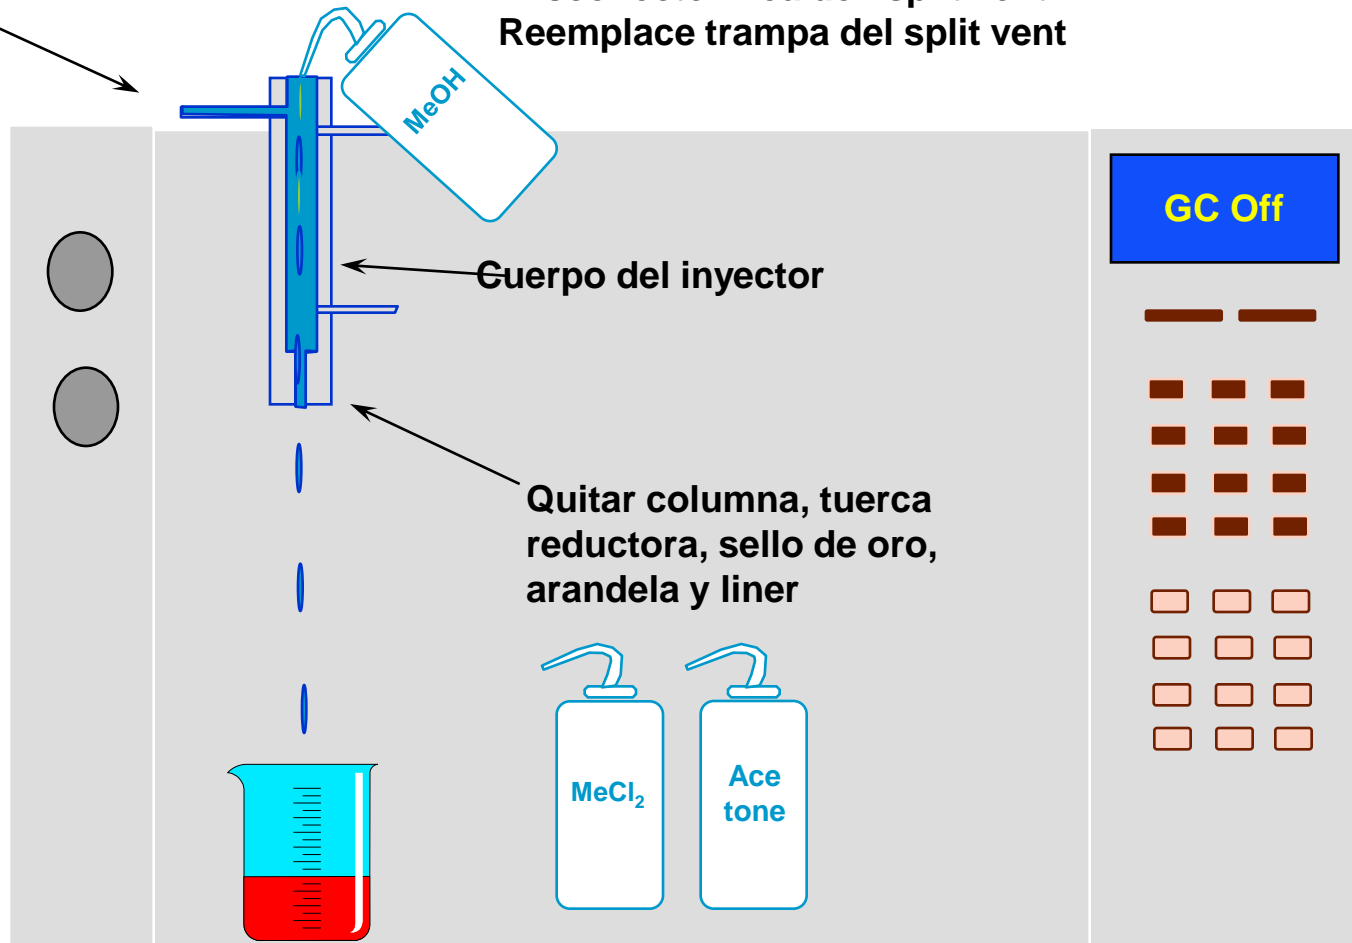 Reemplace trampa del split vent
MeOH
GC Off
Cuerpo del inyector
Quitar columna, tuerca
reductora, sello de oro,
arandela y liner
MeCl₂
Ace
tone